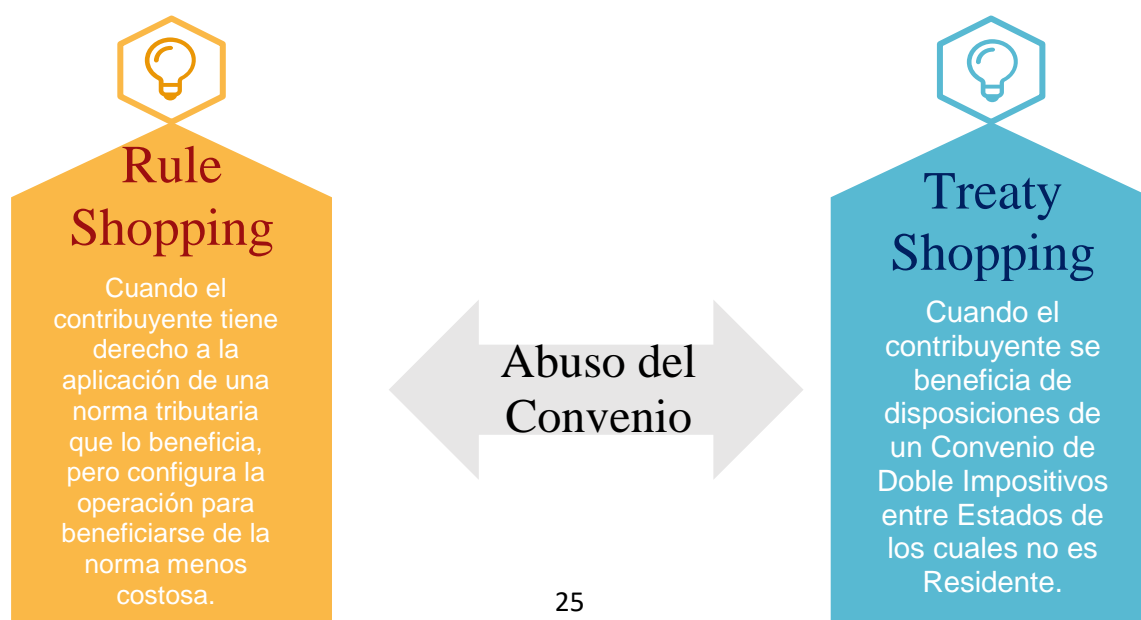 Rule
Shopping
Cuando el
contribuyente tiene
derecho a la
aplicación de una
norma tributaria
que lo beneficia,
pero configura la
operación para
beneficiarse de la
norma menos
costosa.
Abuso del
Convenio
Treaty
Shopping
Cuando el
contribuyente se
beneficia de
disposiciones de
un Convenio de
Doble Impositivos
entre Estados de
los cuales no es
Residente.
25